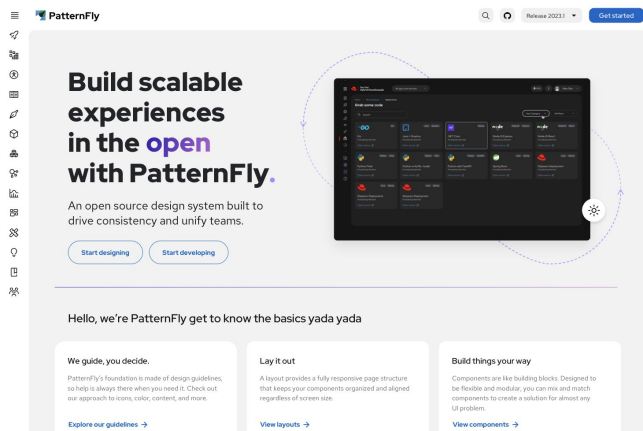 PatternFly
Release 2023.1
Get started
Build scalable
experiences
in the open
with PatternFly.
An open source design system built to
drive consistency and unify teams.
Start designing
Start developing
Hello, we're PatternFly get to know the basics yada yada
We guide, you decide.
PatternFly's foundation is made of design guidelines,
so help is always there when you need it. Check out
our approach to icons, color, content, and more.
Explore our guidelines →
Lay it out
A layout provides a fully responsive page structure
that keeps your components organized and aligned
regardless of screen size.
View layouts →
Build things your way
Components are like building blocks. Designed to
be flexible and modular, you can mix and match
components to create a solution for almost any
UI problem.
View components →